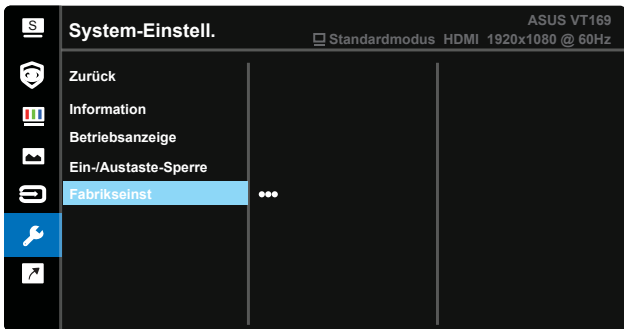 S
System-Einstell.
ASUS VT169
Standardmodus HDMI 1920x1080 @ 60Hz
Zurück
Information
Betriebsanzeige
Ein-/Austaste-Sperre
Fabrikseinst
•••